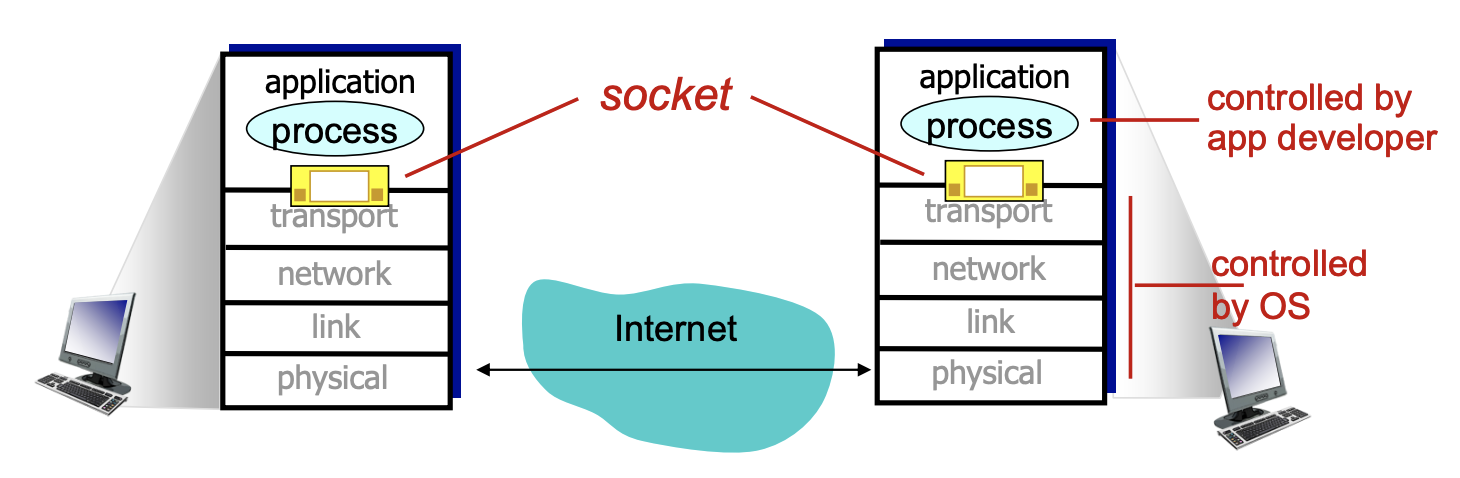 application
process
transport
network
link
physical
socket
Internet
application
process
transport
network
link
physical
controlled by
app developer
controlled
by OS